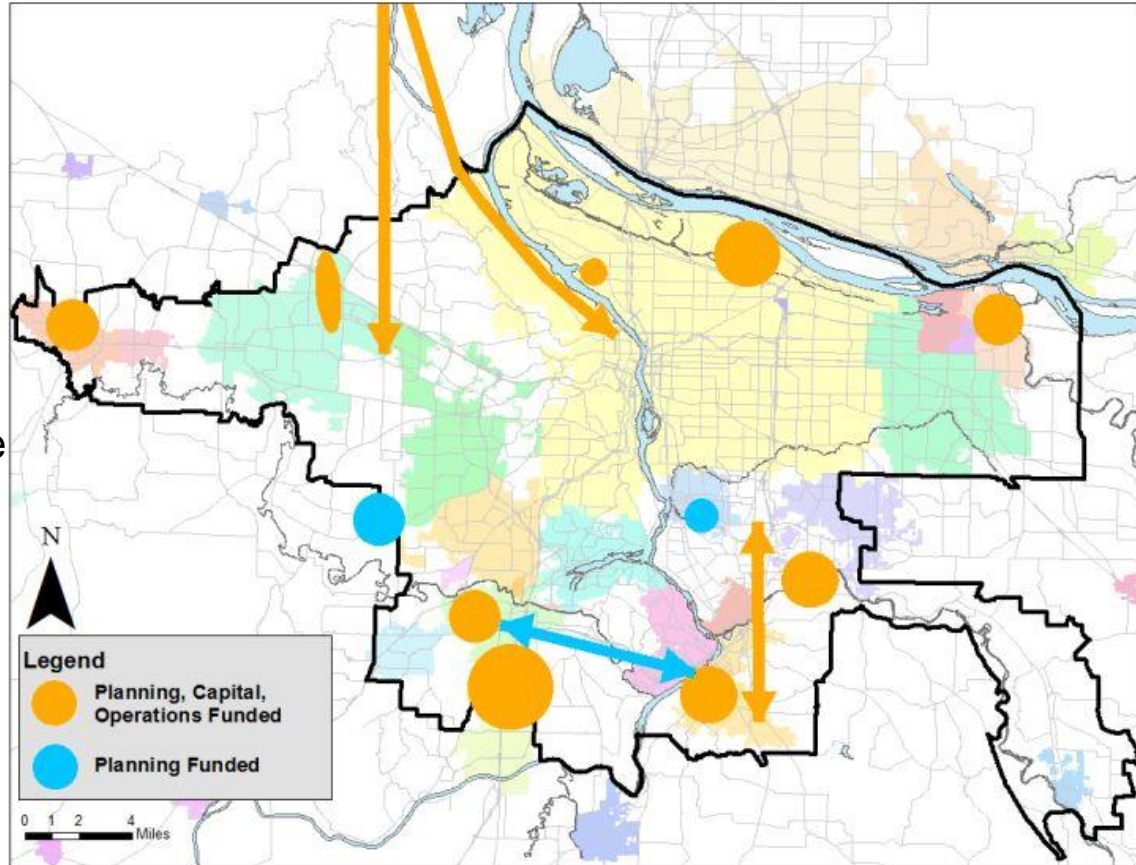 e
N
Legend
Planning, Capital,
Operations Funded
Planning Funded
0 1 2 4
Miles